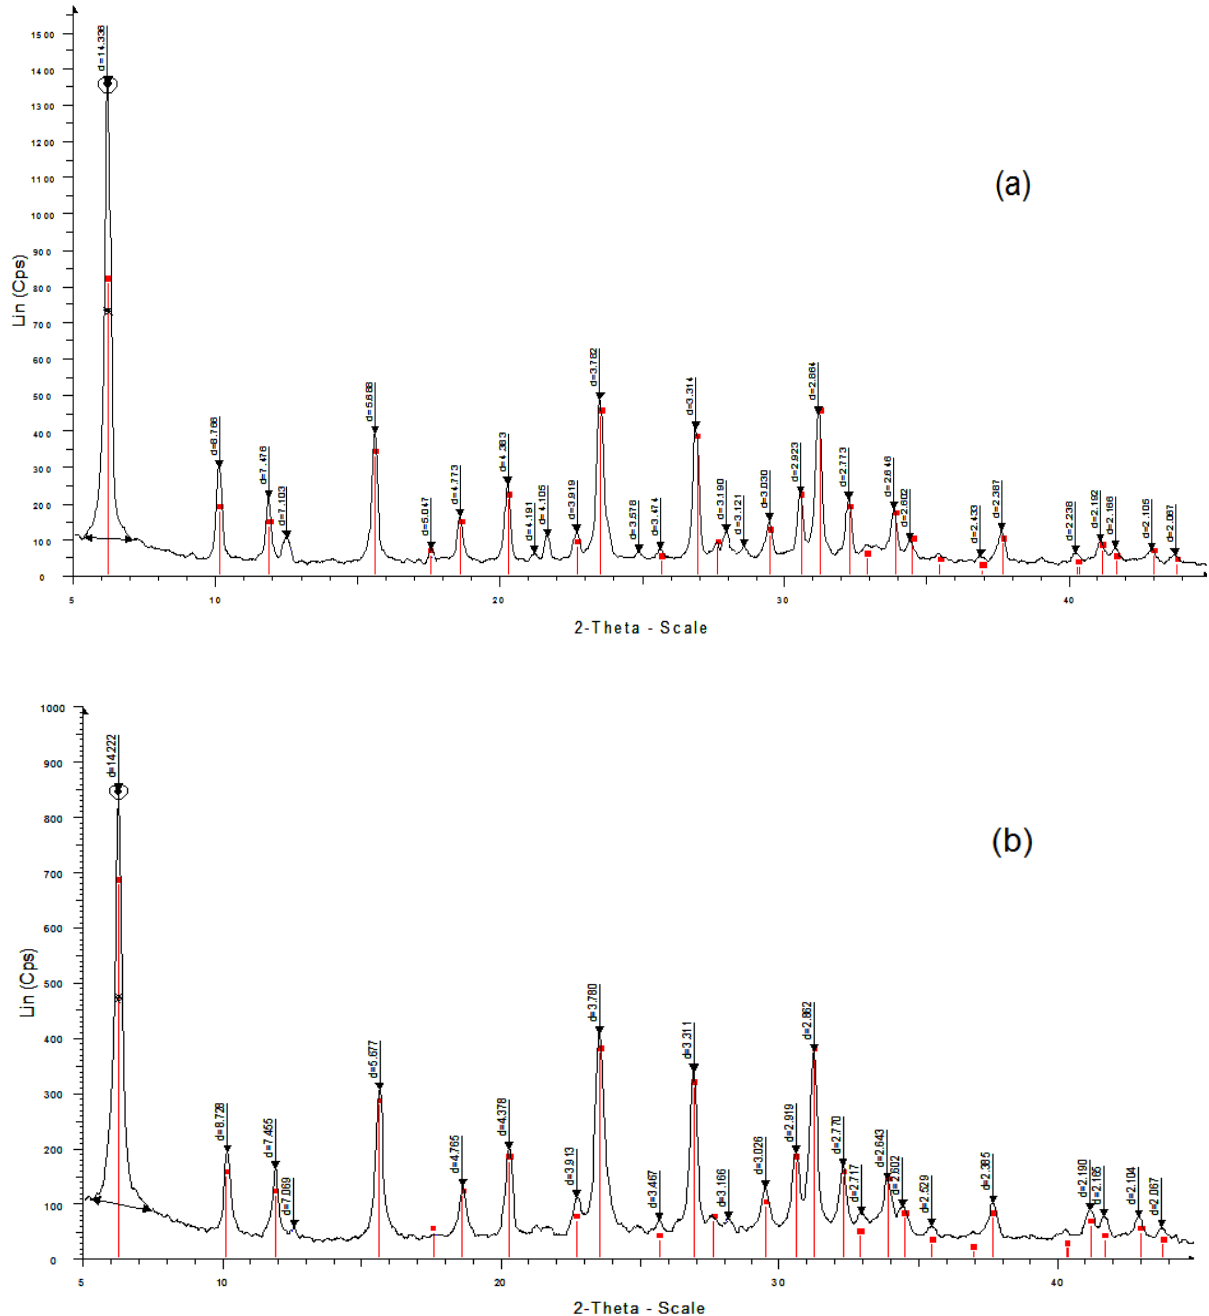 d=14.336
d=8.766
d=7.476
d=7.103
d=5.688
d=5.047
d=4.773
d=4.363
d=4.191
d=4.105
d=3.919
d=3.782
d=3.578
d=3.474
d=3.314
d=3.190
d=3.121
d=3.030
d=2.923
d=2.864
d=2.773
d=2.646
d=2.602
d=2.433
d=2.387
d=2.238
d=2.192
d=2.166
d=2.105
d=2.067
(a)
Lin (Cps)
1500
1400
1300
1200
1100
1000
900
800
700
600
500
400
300
200
100
0
5 10 20 30 40
2-Theta - Scale
d=14.222
d=8.728
d=7.455
d=7.069
d=5.677
d=4.765
d=4.378
d=3.913
d=3.780
d=3.467
d=3.311
d=3.166
d=3.026
d=2.919
d=2.862
d=2.770
d=2.717
d=2.643
d=2.602
d=2.529
d=2.385
d=2.190
d=2.165
d=2.104
d=2.067
(b)
Lin (Cps)
1000
900
800
700
600
500
400
300
200
100
0
5 10 20 30 40
2-Theta - Scale